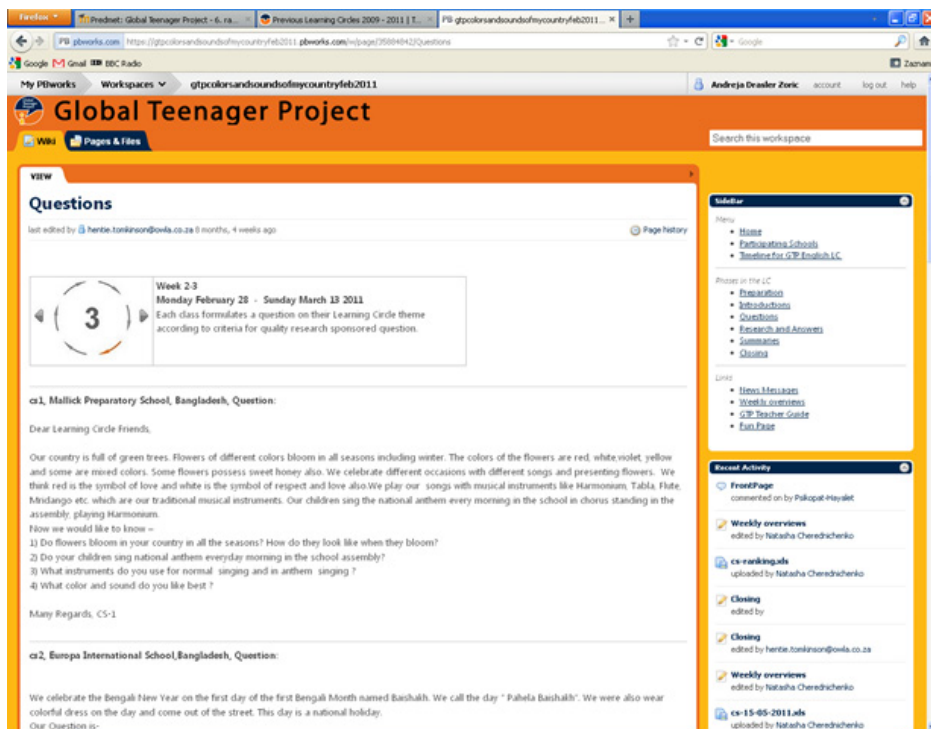 Firefox
Prednet: Global Teenager Project - 6. ra...
Previous Learning Circles 2009 - 2011 | T...
PB gtpcolorsandsoundsofmycountryfeb2011...
PB pbworks.com https://gtpcolorsandsoundsofmycountryfeb2011.pbworks.com/w/page/35884842/Questions
Google
Google Gmail BBC Radio
Zaznam
My PBworks Workspaces gtpcolorsandsoundsofmycountryfeb2011
Andreja Drasler Zoric account log out help
Global Teenager Project
Wiki Pages & Files
Search this workspace
VIEW
Questions
last edited by hentie.tomkinson@owla.co.za 8 months, 4 weeks ago
Page history
3
Week 2-3
Monday February 28 - Sunday March 13 2011
Each class formulates a question on their Learning Circle theme
according to criteria for quality research sponsored question.
cs1, Mallick Preparatory School, Bangladesh, Question:
Dear Learning Circle Friends,
Our country is full of green trees. Flowers of different colors bloom in all seasons including winter. The colors of the flowers are red, white,violet, yellow
and some are mixed colors. Some flowers possess sweet honey also. We celebrate different occasions with different songs and presenting flowers. We
think red is the symbol of love and white is the symbol of respect and love also.We play our songs with musical instruments like Harmonium, Tabla, Flute,
Mridango etc. which are our traditional musical instruments. Our children sing the national anthem every morning in the school in chorus standing in the
assembly, playing Harmonium.
Now we would like to know –
1) Do flowers bloom in your country in all the seasons? How do they look like when they bloom?
2) Do your children sing national anthem everyday morning in the school assembly?
3) What instruments do you use for normal singing and in anthem singing ?
4) What color and sound do you like best ?
Many Regards, CS-1
cs2, Europa International School,Bangladesh, Question:
We celebrate the Bengali New Year on the first day of the first Bengali Month named Baishakh. We call the day " Pahela Baishakh". We were also wear
colorful dress on the day and come out of the street. This day is a national holiday.
Our Question is-
SideBar
Menu
Home
Participating Schools
Timeline for GTP English LC
Phases in the LC
Preparation
Introductions
Questions
Research and Answers
Summaries
Closing
Links
News Messages
Weekly overviews
GTP Teacher Guide
Fun Page
Recent Activity
FrontPage
commented on by Psikopat-Hayalet
Weekly overviews
edited by Natasha Cherednichenko
cs-ranking.xls
uploaded by Natasha Cherednichenko
Closing
edited by
Closing
edited by hentie.tomkinson@owla.co.za
Weekly overviews
edited by Natasha Cherednichenko
cs-15-05-2011.xls
uploaded by Natasha Cherednichenko